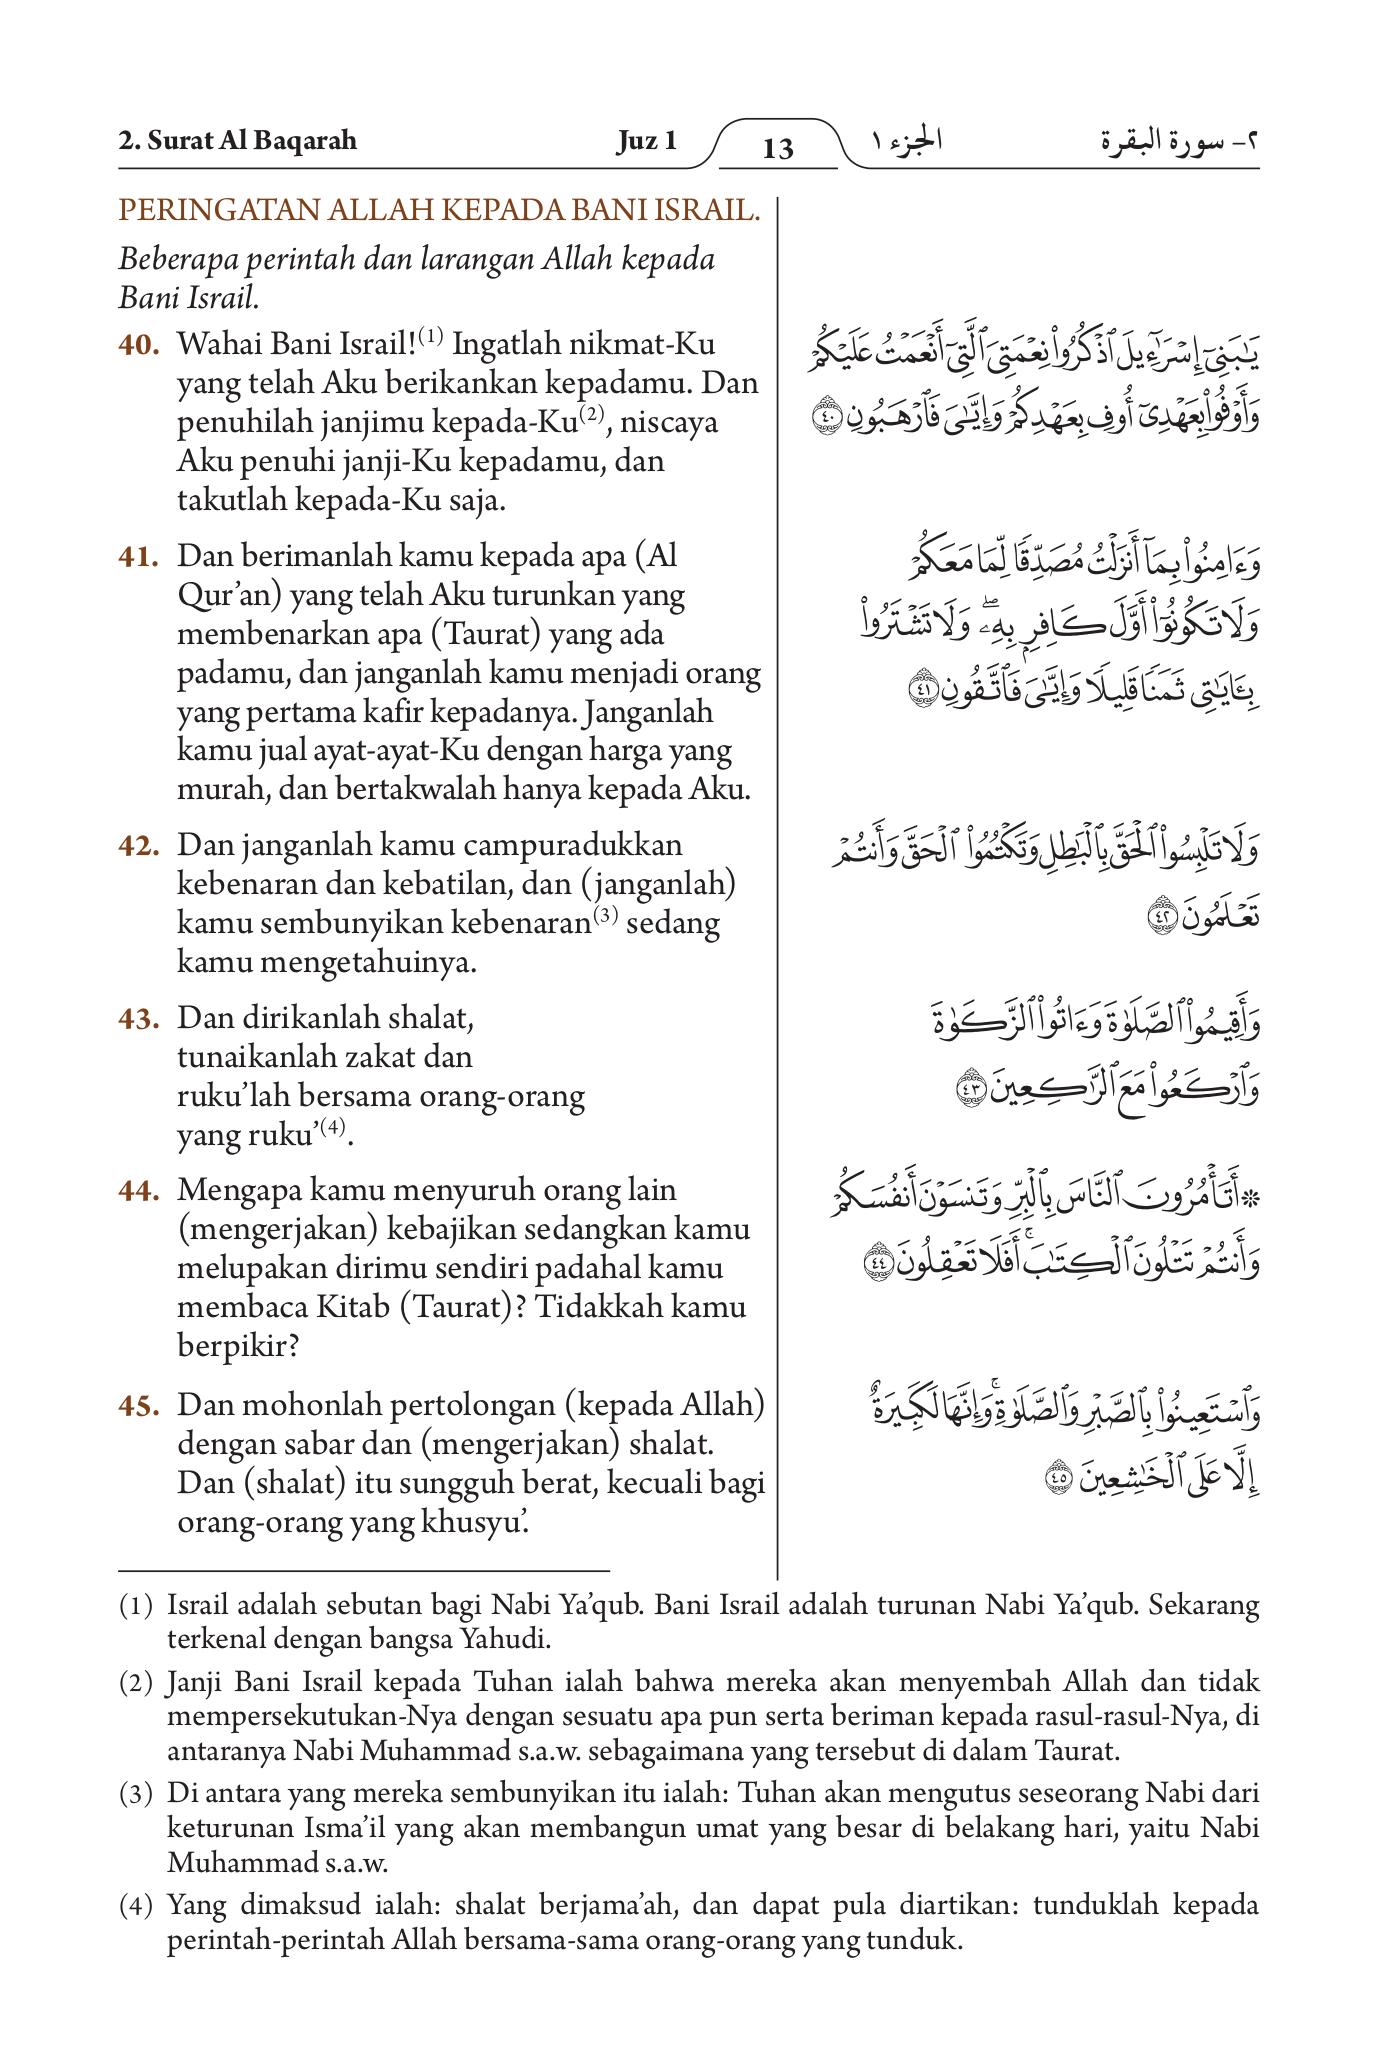 2. Surat Al Baqarah
Juz 1
13
الجزء ١
٢- سورة البقرة
PERINGATAN ALLAH KEPADA BANI ISRAIL.
Beberapa perintah dan larangan Allah kepada
Bani Israil.
40. Wahai Bani Israil!(1) Ingatlah nikmat-Ku
yang telah Aku berikankan kepadamu. Dan
penuhilah janjimu kepada-Ku(2), niscaya
Aku penuhi janji-Ku kepadamu, dan
takutlah kepada-Ku saja.
41. Dan berimanlah kamu kepada apa (Al
Qur’an) yang telah Aku turunkan yang
membenarkan apa (Taurat) yang ada
padamu, dan janganlah kamu menjadi orang
yang pertama kafir kepadanya. Janganlah
kamu jual ayat-ayat-Ku dengan harga yang
murah, dan bertakwalah hanya kepada Aku.
42. Dan janganlah kamu campuradukkan
kebenaran dan kebatilan, dan (janganlah)
kamu sembunyikan kebenaran(3) sedang
kamu mengetahuinya.
43. Dan dirikanlah shalat,
tunaikanlah zakat dan
ruku’lah bersama orang-orang
yang ruku’(4).
44. Mengapa kamu menyuruh orang lain
(mengerjakan) kebajikan sedangkan kamu
melupakan dirimu sendiri padahal kamu
membaca Kitab (Taurat)? Tidakkah kamu
berpikir?
45. Dan mohonlah pertolongan (kepada Allah)
dengan sabar dan (mengerjakan) shalat.
Dan (shalat) itu sungguh berat, kecuali bagi
orang-orang yang khusyu’.
يَـٰبَنِىٓ إِسْرَٰٓءِيلَ ٱذْكُرُوا۟ نِعْمَتِىَ ٱلَّتِىٓ أَنْعَمْتُ عَلَيْكُمْ
وَأَوْفُوا۟ بِعَهْدِىٓ أُوفِ بِعَهْدِكُمْ وَإِيَّـٰىَ فَٱرْهَبُونِ ٤٠
وَءَامِنُوا۟ بِمَآ أَنزَلْتُ مُصَدِّقًا لِّمَا مَعَكُمْ
وَلَا تَكُونُوٓا۟ أَوَّلَ كَافِرٍۭ بِهِۦ ۖ وَلَا تَشْتَرُوا۟
بِـَٔايَـٰتِى ثَمَنًا قَلِيلًا وَإِيَّـٰىَ فَٱتَّقُونِ ٤١
وَلَا تَلْبِسُوا۟ ٱلْحَقَّ بِٱلْبَـٰطِلِ وَتَكْتُمُوا۟ ٱلْحَقَّ وَأَنتُمْ
تَعْلَمُونَ ٤٢
وَأَقِيمُوا۟ ٱلصَّلَوٰةَ وَءَاتُوا۟ ٱلزَّكَوٰةَ
وَٱرْكَعُوا۟ مَعَ ٱلرَّٰكِعِينَ ٤٣
۞ أَتَأْمُرُونَ ٱلنَّاسَ بِٱلْبِرِّ وَتَنسَوْنَ أَنفُسَكُمْ
وَأَنتُمْ تَتْلُونَ ٱلْكِتَـٰبَ ۚ أَفَلَا تَعْقِلُونَ ٤٤
وَٱسْتَعِينُوا۟ بِٱلصَّبْرِ وَٱلصَّلَوٰةِ ۚ وَإِنَّهَا لَكَبِيرَةٌ
إِلَّا عَلَى ٱلْخَـٰشِعِينَ ٤٥
(1) Israil adalah sebutan bagi Nabi Ya’qub. Bani Israil adalah turunan Nabi Ya’qub. Sekarang
terkenal dengan bangsa Yahudi.
(2) Janji Bani Israil kepada Tuhan ialah bahwa mereka akan menyembah Allah dan tidak
mempersekutukan-Nya dengan sesuatu apa pun serta beriman kepada rasul-rasul-Nya, di
antaranya Nabi Muhammad s.a.w. sebagaimana yang tersebut di dalam Taurat.
(3) Di antara yang mereka sembunyikan itu ialah: Tuhan akan mengutus seseorang Nabi dari
keturunan Isma’il yang akan membangun umat yang besar di belakang hari, yaitu Nabi
Muhammad s.a.w.
(4) Yang dimaksud ialah: shalat berjama’ah, dan dapat pula diartikan: tunduklah kepada
perintah-perintah Allah bersama-sama orang-orang yang tunduk.